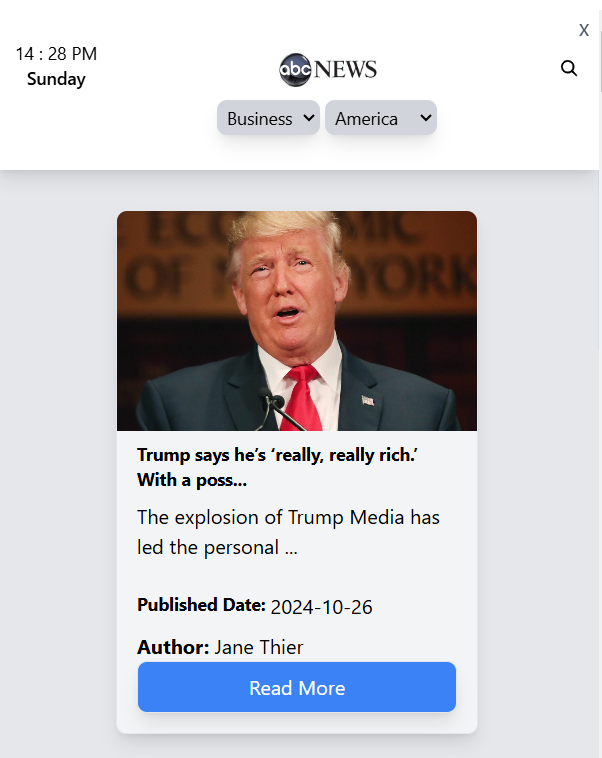 X
14 : 28 PM
Sunday
abc NEWS
Business America
ECONOMIC
OF N YORK
Trump says he’s ‘really, really rich.’
With a poss...
The explosion of Trump Media has
led the personal ...
Published Date: 2024-10-26
Author: Jane Thier
Read More